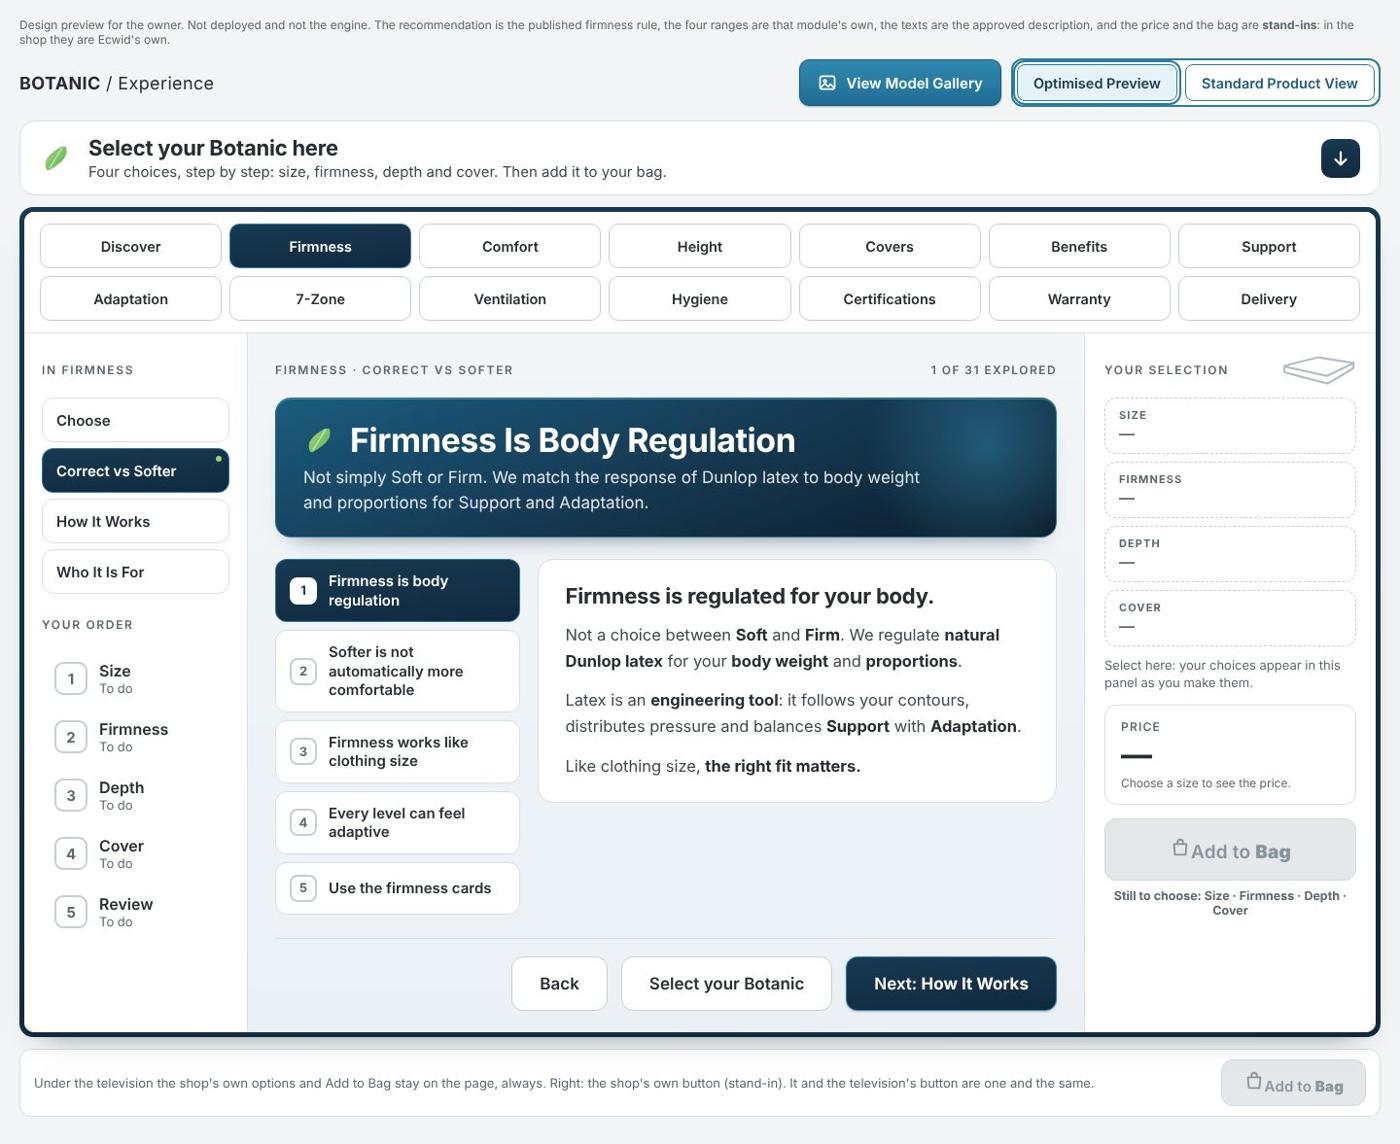 Design preview for the owner. Not deployed and not the engine. The recommendation is the published firmness rule, the four ranges are that module's own, the texts are the approved description, and the price and the bag are stand-ins: in the
shop they are Ecwid's own.
BOTANIC / Experience
View Model Gallery
Optimised Preview
Standard Product View
Select your Botanic here
Four choices, step by step: size, firmness, depth and cover. Then add it to your bag.
Discover
Firmness
Comfort
Height
Covers
Benefits
Support
Adaptation
7-Zone
Ventilation
Hygiene
Certifications
Warranty
Delivery
IN FIRMNESS
Choose
Correct vs Softer
How It Works
Who It Is For
YOUR ORDER
1
Size
To do
2
Firmness
To do
3
Depth
To do
4
Cover
To do
5
Review
To do
FIRMNESS · CORRECT VS SOFTER
1 OF 31 EXPLORED
Firmness Is Body Regulation
Not simply Soft or Firm. We match the response of Dunlop latex to body weight
and proportions for Support and Adaptation.
1
Firmness is body
regulation
2
Softer is not
automatically more
comfortable
3
Firmness works like
clothing size
4
Every level can feel
adaptive
5
Use the firmness cards
Firmness is regulated for your body.
Not a choice between Soft and Firm. We regulate natural
Dunlop latex for your body weight and proportions.
Latex is an engineering tool: it follows your contours,
distributes pressure and balances Support with Adaptation.
Like clothing size, the right fit matters.
Back
Select your Botanic
Next: How It Works
YOUR SELECTION
SIZE
—
FIRMNESS
—
DEPTH
—
COVER
—
Select here: your choices appear in this
panel as you make them.
PRICE
—
Choose a size to see the price.
Add to Bag
Still to choose: Size · Firmness · Depth ·
Cover
Under the television the shop's own options and Add to Bag stay on the page, always. Right: the shop's own button (stand-in). It and the television's button are one and the same.
Add to Bag